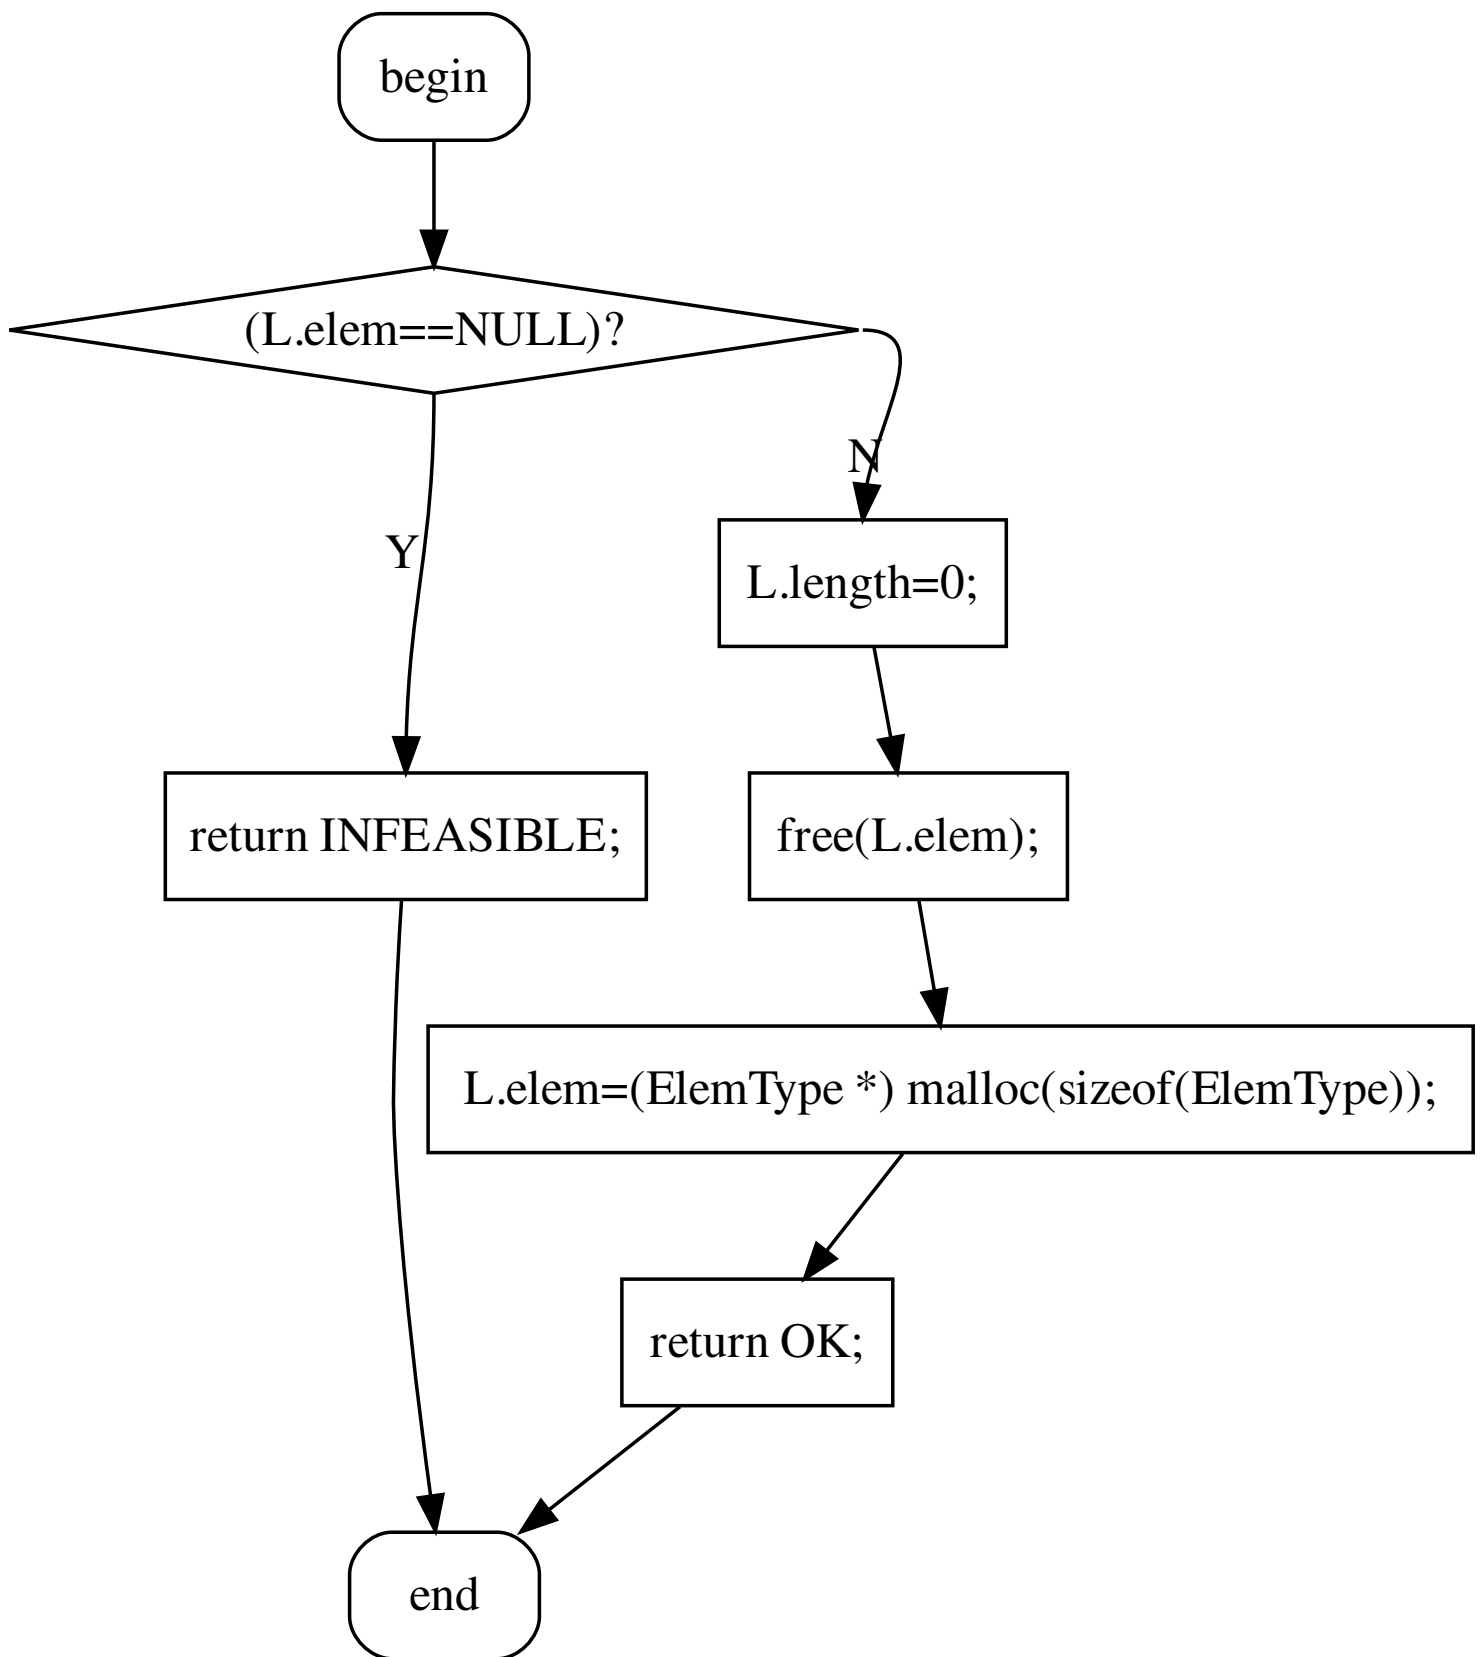 begin
(L.elem==NULL)?
N
Y
L.length=0;
return INFEASIBLE;
free(L.elem);
L.elem=(ElemType *) malloc(sizeof(ElemType));
return OK;
end